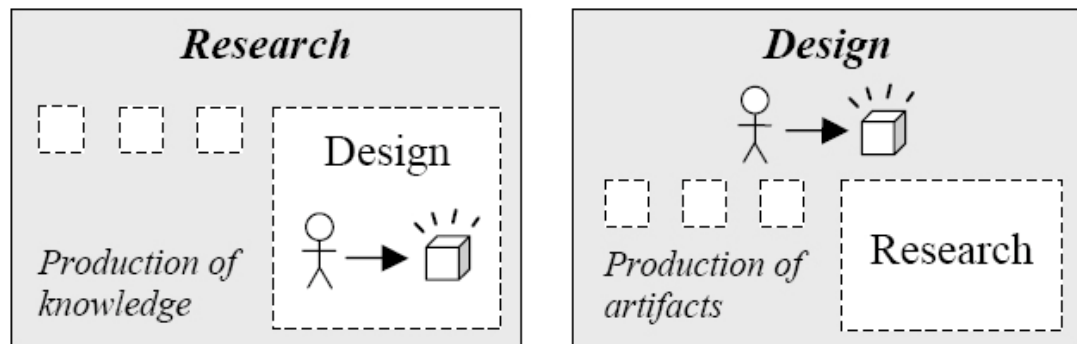 Research
Design
Production of
knowledge
Design
Research
Production of
artifacts